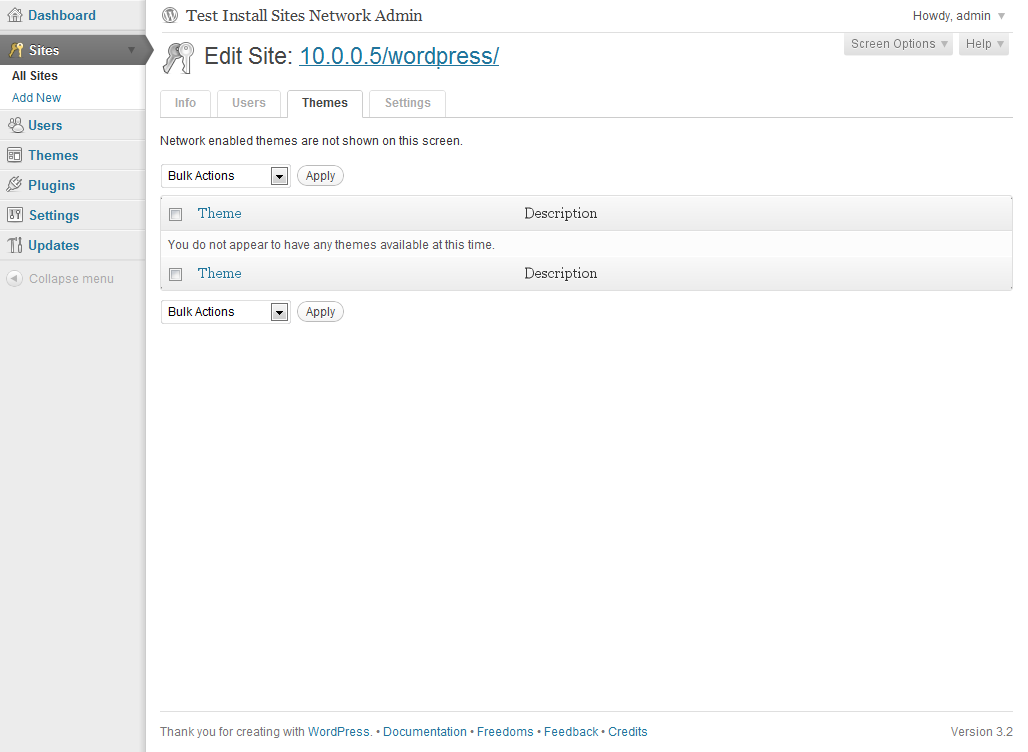 Dashboard
Sites
All Sites
Add New
Users
Themes
Plugins
Settings
Updates
Collapse menu
Test Install Sites Network Admin
Howdy, admin
Screen Options
Help
Edit Site: 10.0.0.5/wordpress/
Info Users Themes Settings
Network enabled themes are not shown on this screen.
Bulk Actions Apply
Theme Description
You do not appear to have any themes available at this time.
Theme Description
Bulk Actions Apply
Thank you for creating with WordPress. • Documentation • Freedoms • Feedback • Credits
Version 3.2